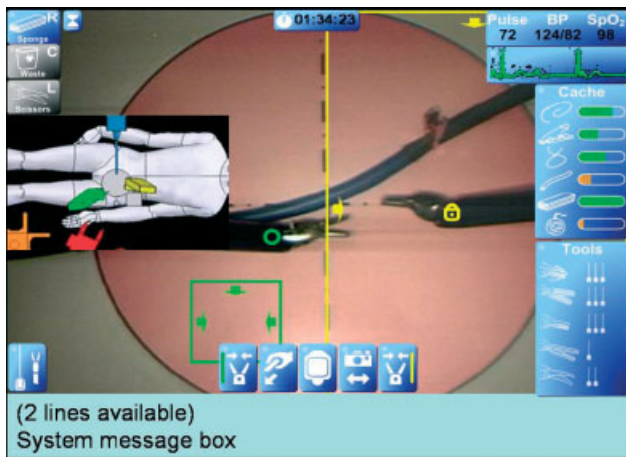 R
Sponge
C
Waste
L
Scissors
01:34:23
Pulse BP SpO2
72 124/82 98
Cache
Tools
(2 lines available)
System message box